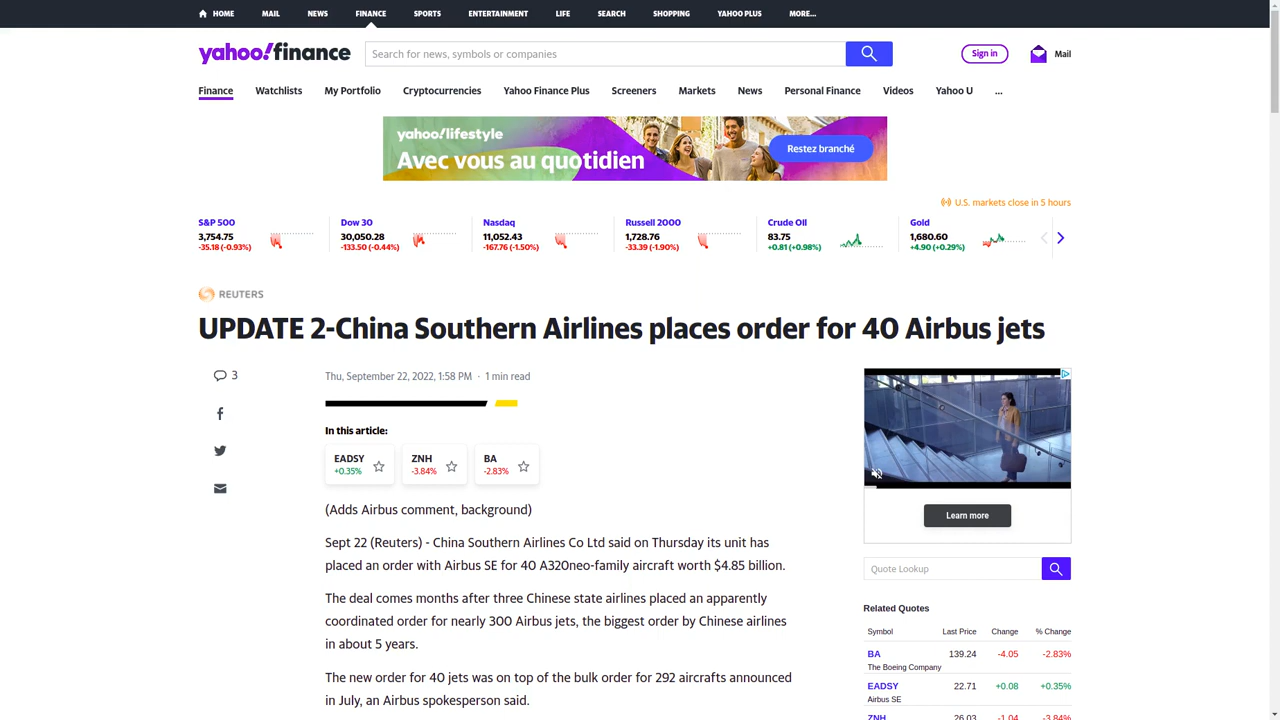 HOME MAIL NEWS FINANCE SPORTS ENTERTAINMENT LIFE SEARCH SHOPPING YAHOO PLUS MORE...
yahoo!finance
Search for news, symbols or companies
Sign in
Mail
Finance Watchlists My Portfolio Cryptocurrencies Yahoo Finance Plus Screeners Markets News Personal Finance Videos Yahoo U ...
yahoo!lifestyle
Avec vous au quotidien
Restez branché
U.S. markets close in 5 hours
S&P 500
3,754.75
-35.18 (-0.93%)
Dow 30
30,050.28
-133.50 (-0.44%)
Nasdaq
11,052.43
-167.76 (-1.50%)
Russell 2000
1,728.76
-33.39 (-1.90%)
Crude Oil
83.75
+0.81 (+0.98%)
Gold
1,680.60
+4.90 (+0.29%)
REUTERS
UPDATE 2-China Southern Airlines places order for 40 Airbus jets
3
Thu, September 22, 2022, 1:58 PM · 1 min read
In this article:
EADSY
+0.35%
ZNH
-3.84%
BA
-2.83%
(Adds Airbus comment, background)
Sept 22 (Reuters) - China Southern Airlines Co Ltd said on Thursday its unit has
placed an order with Airbus SE for 40 A320neo-family aircraft worth $4.85 billion.
The deal comes months after three Chinese state airlines placed an apparently
coordinated order for nearly 300 Airbus jets, the biggest order by Chinese airlines
in about 5 years.
The new order for 40 jets was on top of the bulk order for 292 aircrafts announced
in July, an Airbus spokesperson said.
Learn more
Quote Lookup
Related Quotes
Symbol Last Price Change % Change
BA 139.24 -4.05 -2.83%
The Boeing Company
EADSY 22.71 +0.08 +0.35%
Airbus SE
ZNH 26.03 -1.04 -3.84%